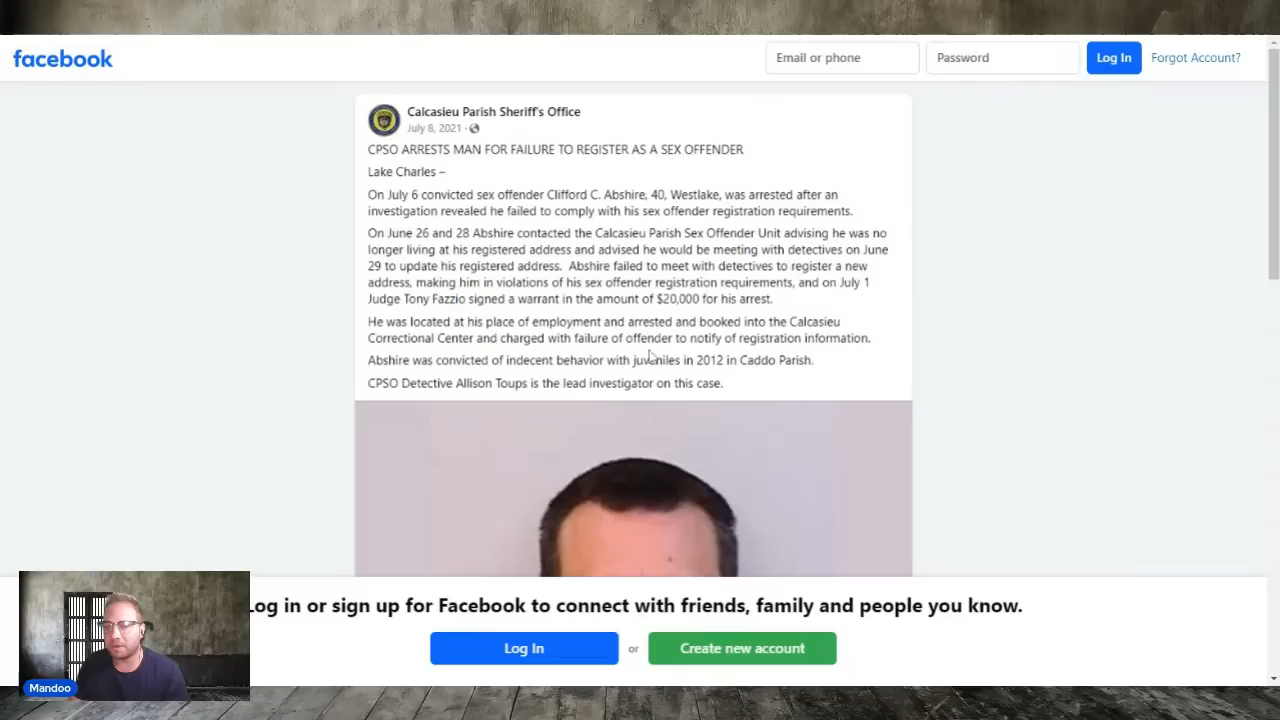 facebook
Email or phone
Password
Log In
Forgot Account?
Calcasieu Parish Sheriff's Office
July 8, 2021 ·
CPSO ARRESTS MAN FOR FAILURE TO REGISTER AS A SEX OFFENDER
Lake Charles –
On July 6 convicted sex offender Clifford C. Abshire, 40, Westlake, was arrested after an
investigation revealed he failed to comply with his sex offender registration requirements.
On June 26 and 28 Abshire contacted the Calcasieu Parish Sex Offender Unit advising he was no
longer living at his registered address and advised he would be meeting with detectives on June
29 to update his registered address.  Abshire failed to meet with detectives to register a new
address, making him in violations of his sex offender registration requirements, and on July 1
Judge Tony Fazzio signed a warrant in the amount of $20,000 for his arrest.
He was located at his place of employment and arrested and booked into the Calcasieu
Correctional Center and charged with failure of offender to notify of registration information.
Abshire was convicted of indecent behavior with juveniles in 2012 in Caddo Parish.
CPSO Detective Allison Toups is the lead investigator on this case.
Log in or sign up for Facebook to connect with friends, family and people you know.
Log In
or
Create new account
Mandoo